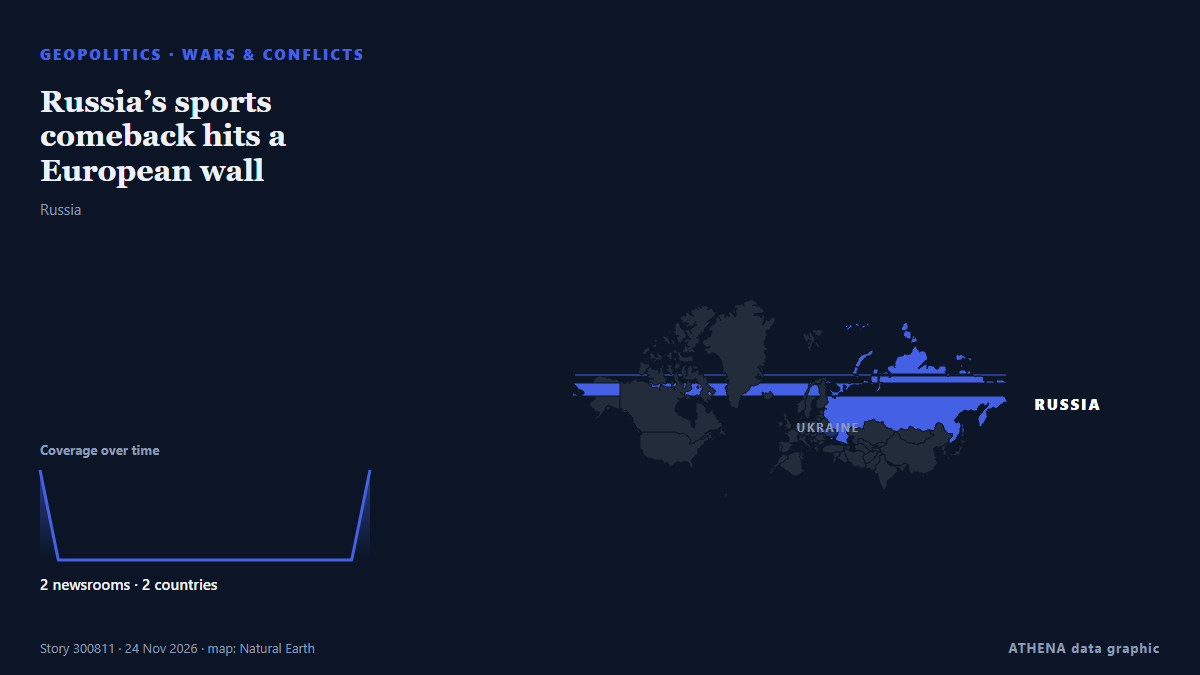 GEOPOLITICS · WARS & CONFLICTS
Russia’s sports
comeback hits a
European wall
Russia
UKRAINE
RUSSIA
Coverage over time
2 newsrooms · 2 countries
Story 300811 · 24 Nov 2026 · map: Natural Earth
ATHENA data graphic